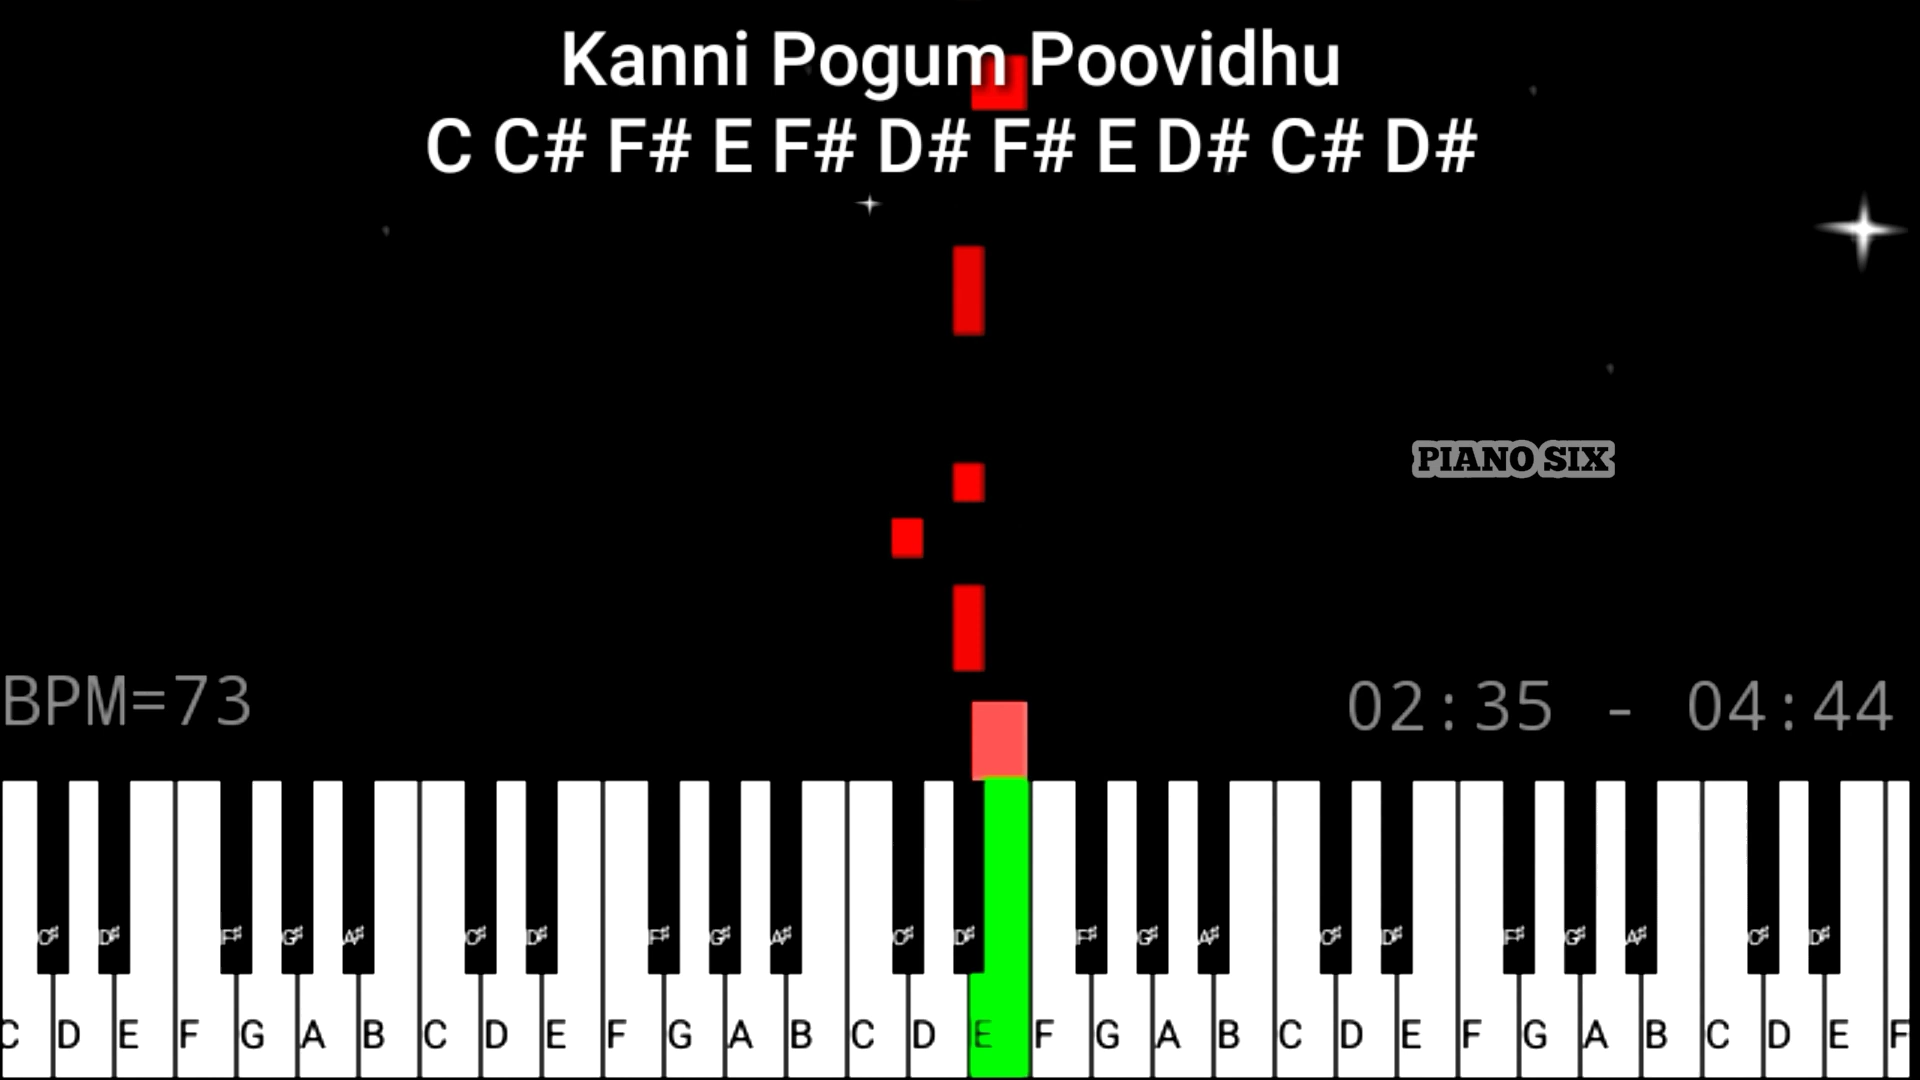 Kanni Pogum Poovidhu
C C# F# E F# D# F# E D# C# D#
PIANO SIX
BPM=73
02:35 - 04:44
C# D# F# G# A# C# D# F# G# A# C# D# F# G# A# C# D# F# G# A# C# D#
C D E F G A B C D E F G A B C D E F G A B C D E F G A B C D E F